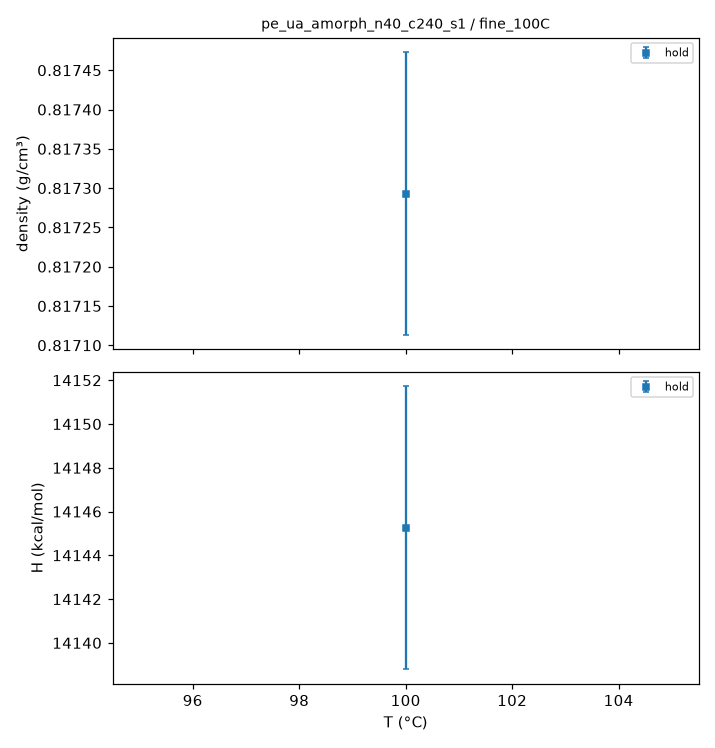 pe_ua_amorph_n40_c240_s1 / fine_100C
hold
0.81745
0.81740
0.81735
0.81730
0.81725
0.81720
0.81715
0.81710
density (g/cm³)
hold
14152
14150
14148
14146
14144
14142
14140
H (kcal/mol)
96 98 100 102 104
T (°C)